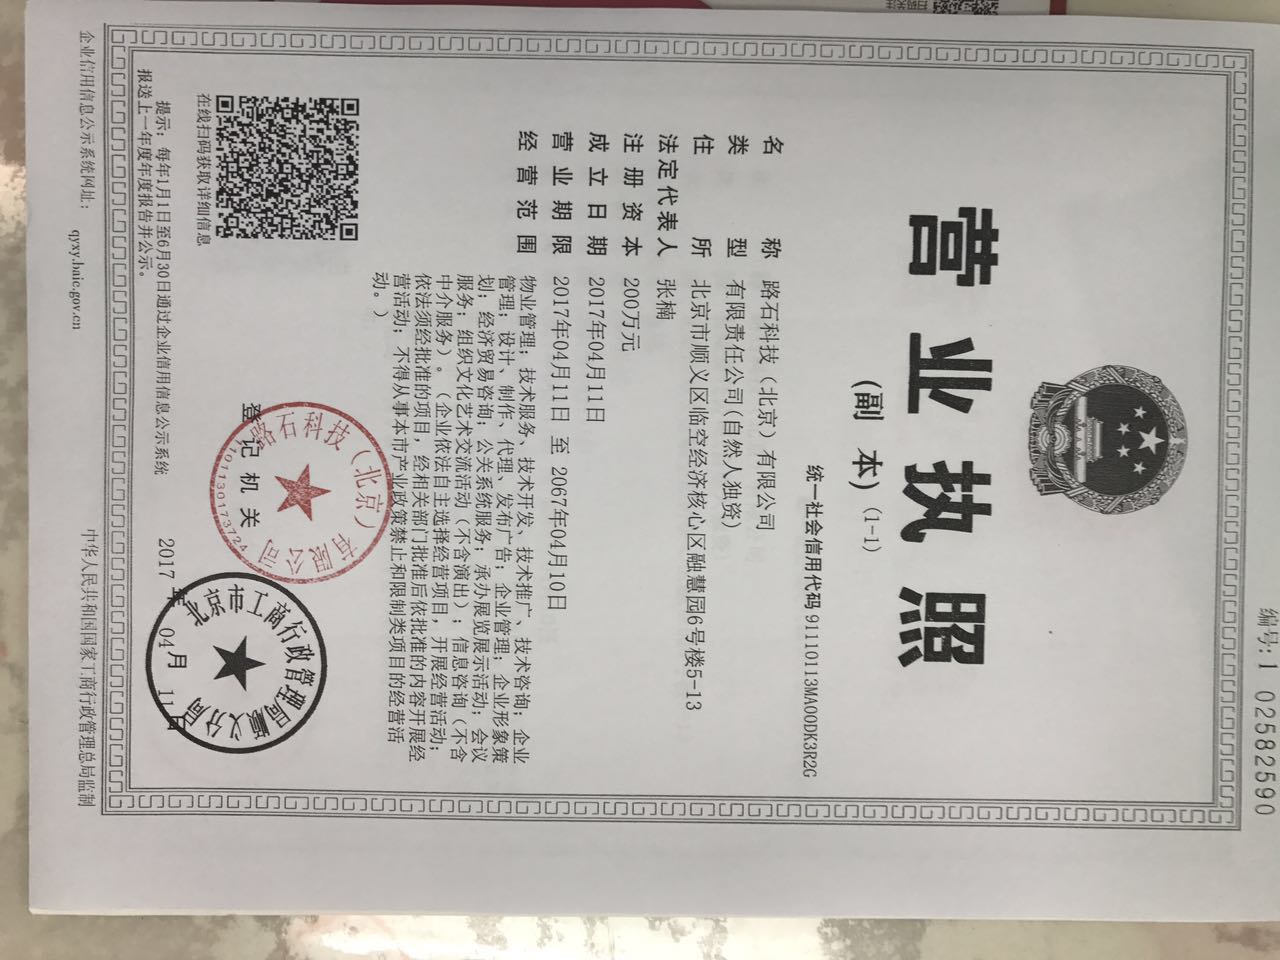 编号:1 02582590
营业执照
(副 本)(1-1)
统一社会信用代码 91110113MA00DK3R2G
名 称 路石科技（北京）有限公司
类 型 有限责任公司(自然人独资)
住 所 北京市顺义区临空经济核心区融慧园6号楼5-13
法定代表人 张楠
注册资本 200万元
成立日期 2017年04月11日
营业期限 2017年04月11日 至 2067年04月10日
经营范围 物业管理；技术服务、技术开发、技术推广、技术咨询；企业
管理；设计、制作、代理、发布广告；企业管理；企业形象策
划；经济贸易咨询；公关系统服务；承办展览展示活动；会议
服务；组织文化艺术交流活动（不含演出）；信息咨询（不含
中介服务）。（企业依法自主选择经营项目，开展经营活动；
依法须经批准的项目，经相关部门批准后依批准的内容开展经
营活动；不得从事本市产业政策禁止和限制类项目的经营活
动。）
在线扫码获取详细信息
登记机关
路石科技（北京）有限公司
1101130173724
北京市工商行政管理局
顺义分局
2017年 04月 11日
提示：每年1月1日至6月30日通过企业信用信息公示系统
报送上一年度年度报告并公示。
企业信用信息公示系统网址： qyxy.baic.gov.cn
中华人民共和国国家工商行政管理总局监制
扫码关注